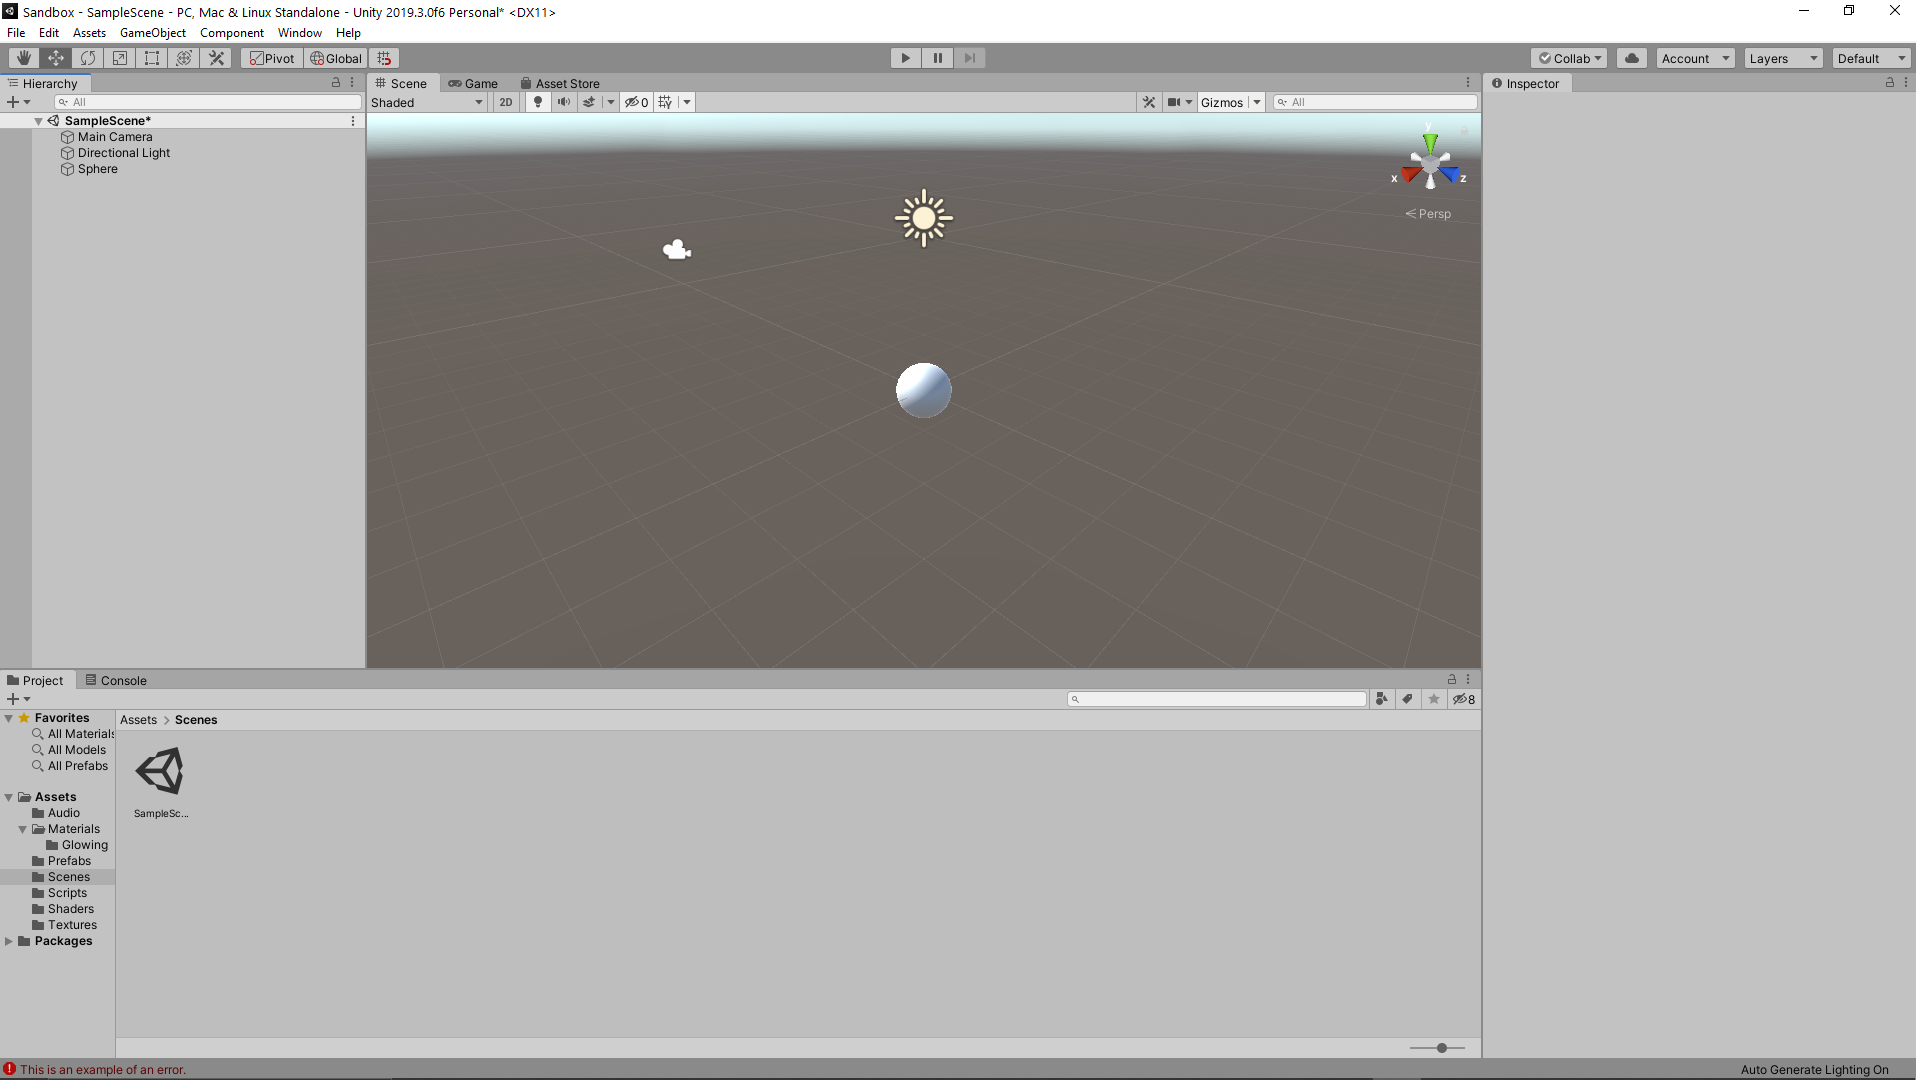 Sandbox - SampleScene - PC, Mac & Linux Standalone - Unity 2019.3.0f6 Personal* <DX11>
File Edit Assets GameObject Component Window Help
Pivot Global Collab Account Layers Default
Hierarchy
All
SampleScene*
Main Camera
Directional Light
Sphere
Scene Game Asset Store
Shaded 2D 0 Gizmos All
y
x z
Persp
Inspector
Project Console
8
Favorites
All Materials
All Models
All Prefabs
Assets
Audio
Materials
Glowing
Prefabs
Scenes
Scripts
Shaders
Textures
Packages
Assets > Scenes
SampleSc...
This is an example of an error.
Auto Generate Lighting On